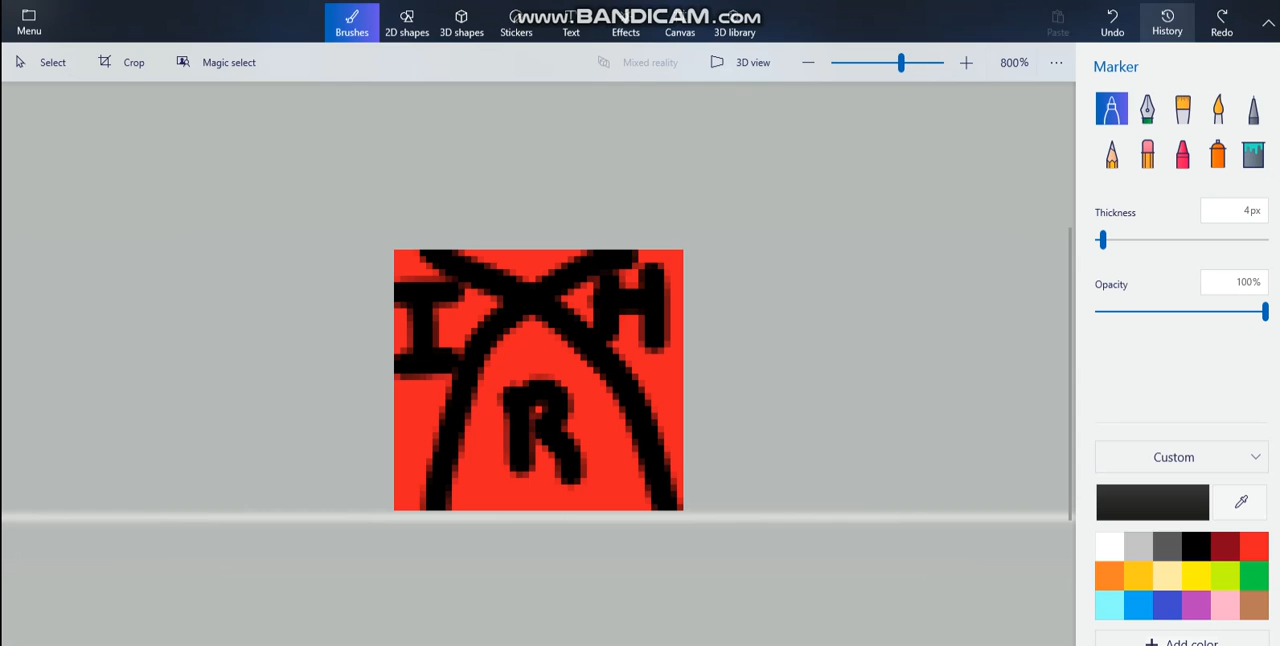 www.BANDICAM.com
Menu
Brushes
2D shapes
3D shapes
Stickers
Text
Effects
Canvas
3D library
Paste
Undo
History
Redo
Select
Crop
Magic select
Mixed reality
3D view
800%
Marker
Thickness
4px
Opacity
100%
Custom
Add color
I H
R